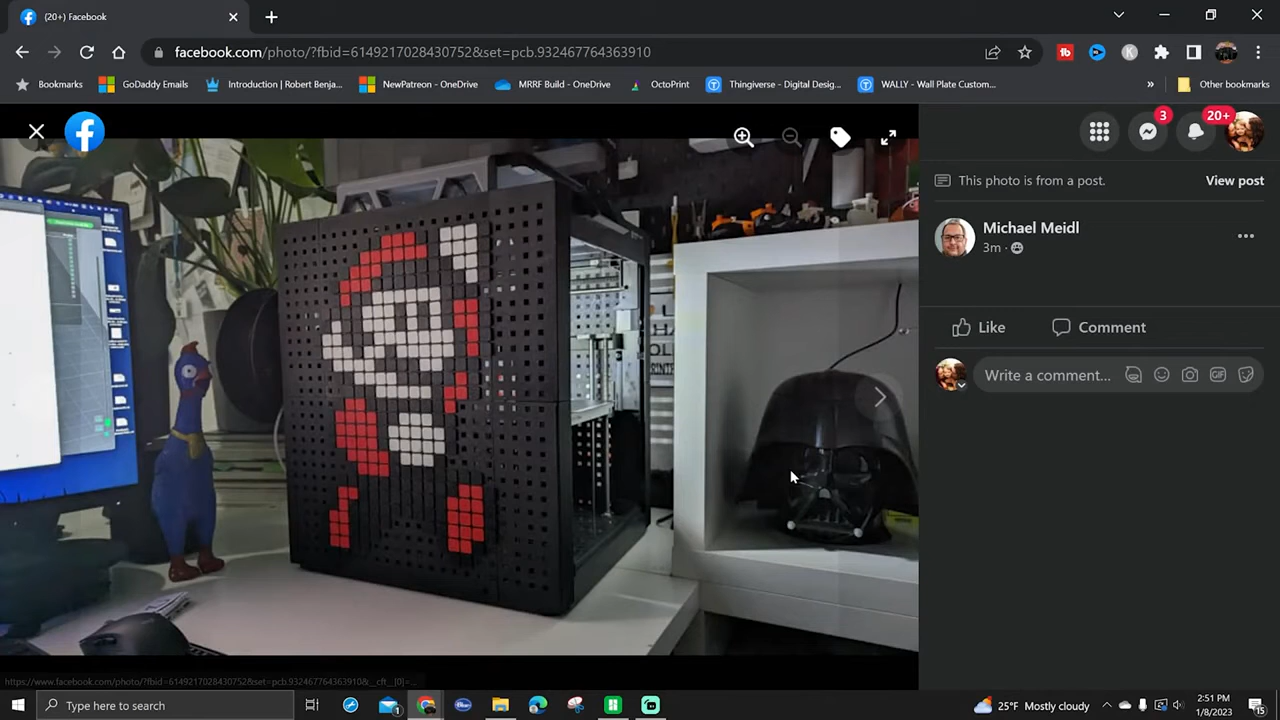 (20+) Facebook
facebook.com/photo/?fbid=6149217028430752&set=pcb.932467764363910
Bookmarks
GoDaddy Emails
Introduction | Robert Benja...
NewPatreon - OneDrive
MRRS Build - OneDrive
OctoPrint
Thingiverse - Digital Desig...
WALLY - Wall Plate Custom...
»
Other bookmarks
3
20+
This photo is from a post.
View post
Michael Meidl
3m
Like
Comment
Write a comment...
GIF
Type here to search
25°F Mostly cloudy
2:51 PM
1/8/2023
15